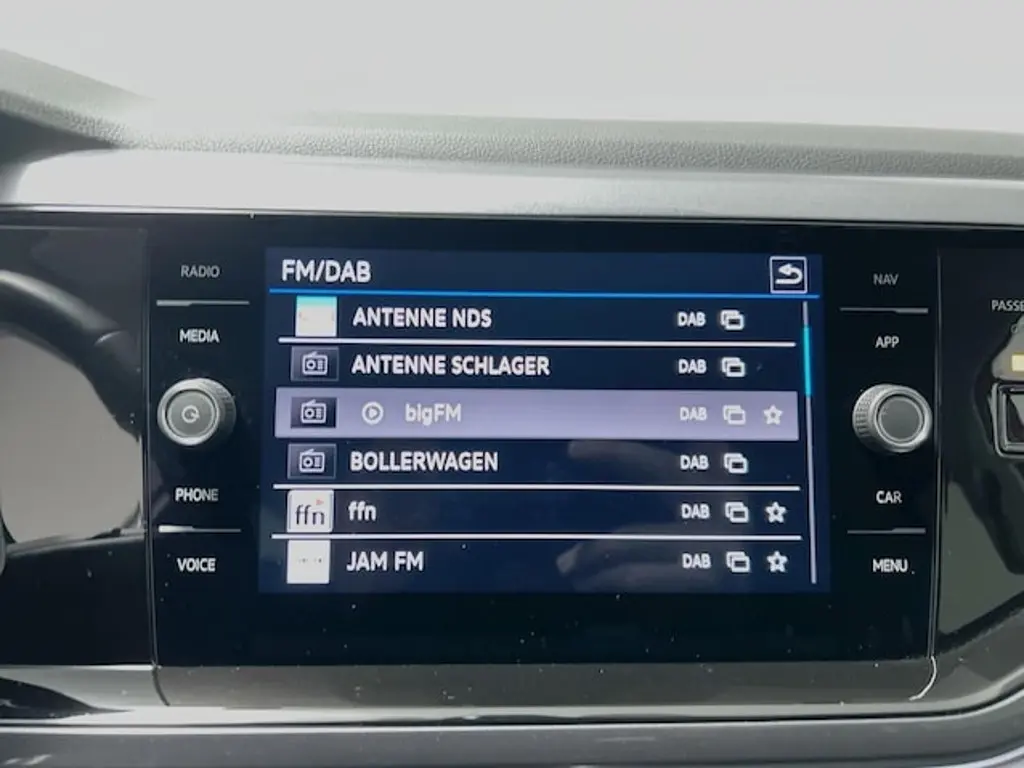 RADIO
MEDIA
PHONE
VOICE
FM/DAB
ANTENNE NDS DAB
ANTENNE SCHLAGER DAB
bigFM DAB
BOLLERWAGEN DAB
ffn ffn DAB
JAM FM DAB
NAV
APP
CAR
MENU